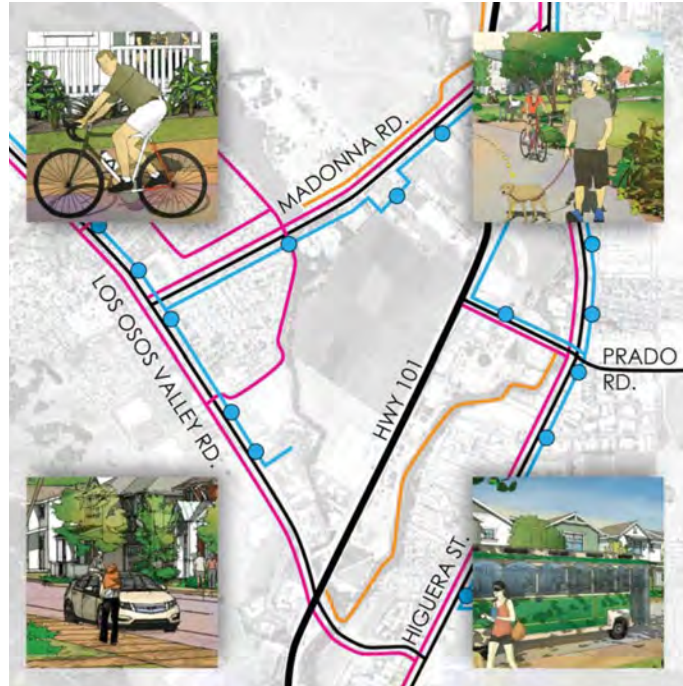 MADONNA RD.
LOS OSOS VALLEY RD.
HWY 101
PRADO
RD.
HIGUERA ST.